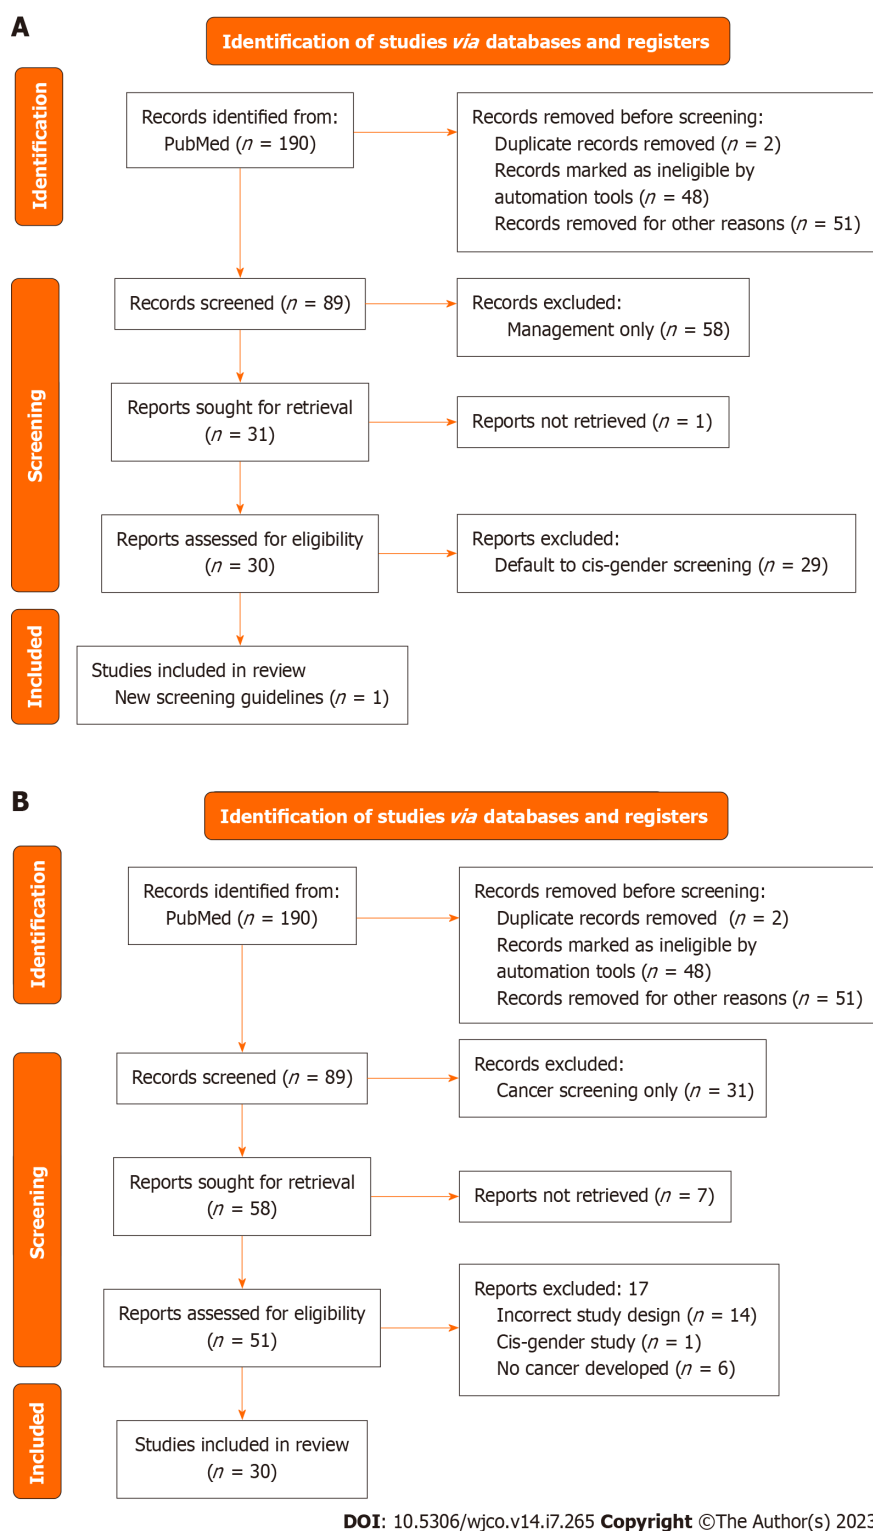 A
Identification of studies via databases and registers
Identification
Records identified from:
PubMed (n = 190)
Records removed before screening:
Duplicate records removed (n = 2)
Records marked as ineligible by
automation tools (n = 48)
Records removed for other reasons (n = 51)
Screening
Records screened (n = 89)
Records excluded:
Management only (n = 58)
Reports sought for retrieval
(n = 31)
Reports not retrieved (n = 1)
Reports assessed for eligibility
(n = 30)
Reports excluded:
Default to cis-gender screening (n = 29)
Included
Studies included in review
New screening guidelines (n = 1)
B
Identification of studies via databases and registers
Identification
Records identified from:
PubMed (n = 190)
Records removed before screening:
Duplicate records removed (n = 2)
Records marked as ineligible by
automation tools (n = 48)
Records removed for other reasons (n = 51)
Screening
Records screened (n = 89)
Records excluded:
Cancer screening only (n = 31)
Reports sought for retrieval
(n = 58)
Reports not retrieved (n = 7)
Reports assessed for eligibility
(n = 51)
Reports excluded: 17
Incorrect study design (n = 14)
Cis-gender study (n = 1)
No cancer developed (n = 6)
Included
Studies included in review
(n = 30)
DOI: 10.5306/wjco.v14.i7.265 Copyright ©The Author(s) 2023